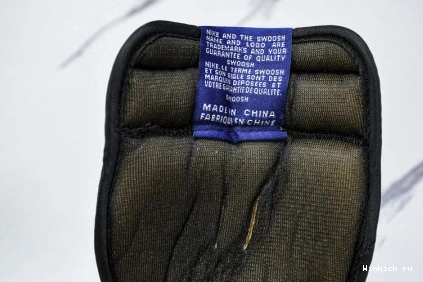 NIKE AND THE SWOOSH
NAME AND LOGO ARE
TRADEMARKS AND YOUR
GUARANTEE OF QUALITY
SWOOSH
NIKE. LE TERME SWOOSH
ET SON SIGLE SONT DES
MARQUES DEPOSEES ET
VOTRE GARANTIE DE QUALITE.
SWOOSH
MADE IN CHINA
FABRIQUE EN CHINE
Winkick ru